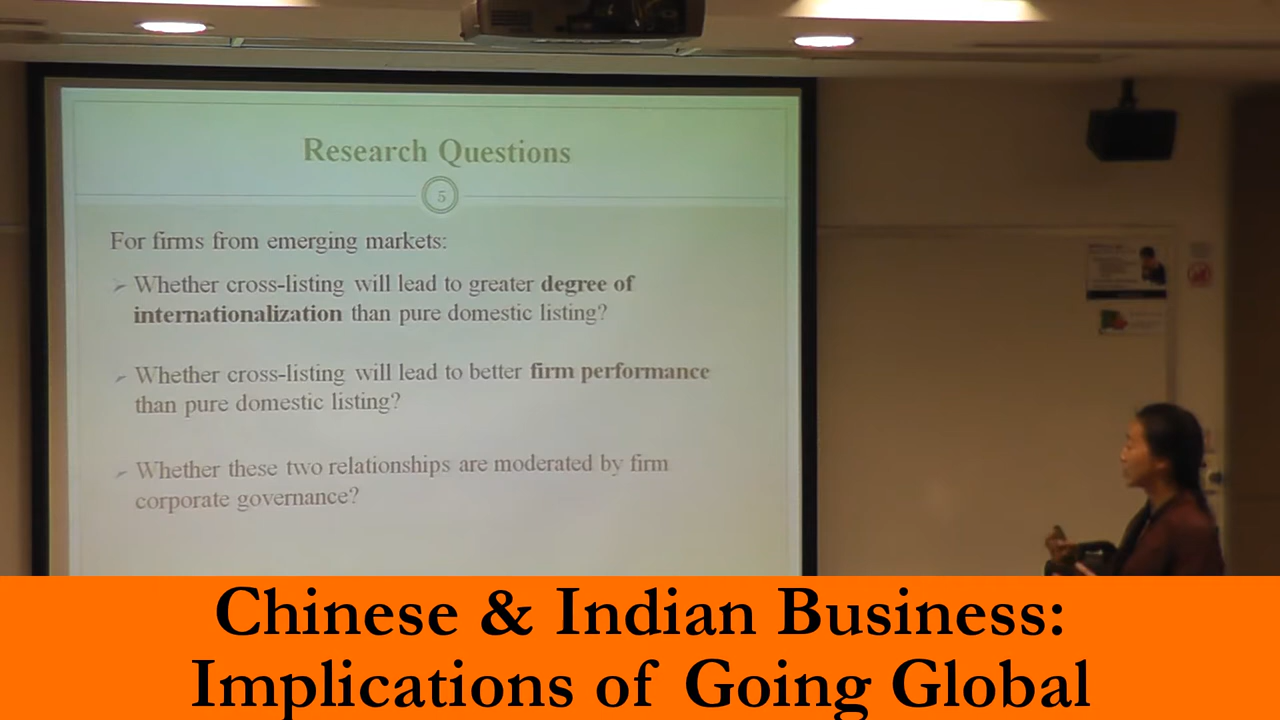 Research Questions
5
For firms from emerging markets:
Whether cross-listing will lead to greater degree of
internationalization than pure domestic listing?
Whether cross-listing will lead to better firm performance
than pure domestic listing?
Whether these two relationships are moderated by firm
corporate governance?
Chinese & Indian Business:
Implications of Going Global